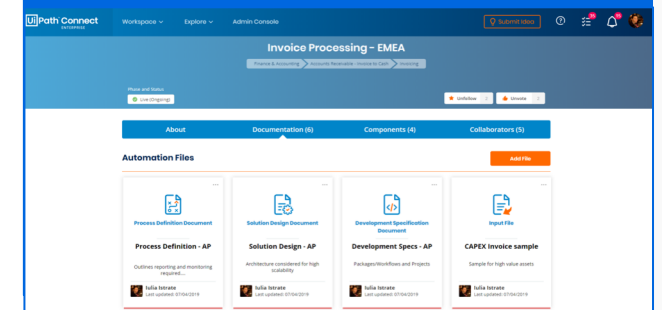 UiPath Connect
ENTERPRISE
Workspace
Explore
Admin Console
Submit Idea
Invoice Processing - EMEA
Finance & Accounting
Accounts Receivable - Invoice to Cash
Invoicing
Phase and Status
Live (Ongoing)
Unfollow
Unvote
About
Documentation (6)
Components (4)
Collaborators (5)
Automation Files
Add File
Process Definition Document
Solution Design Document
Development Specification
Document
Input File
Process Definition - AP
Solution Design - AP
Development Specs - AP
CAPEX Invoice sample
Outlines reporting and monitoring
required....
Architecture considered for high
scalability
Packages/Workflows and Projects
Sample for high value assets
Iulia Istrate
Last updated: 07/04/2019
Iulia Istrate
Last updated: 07/04/2019
Iulia Istrate
Last updated: 07/04/2019
Iulia Istrate
Last updated: 07/04/2019